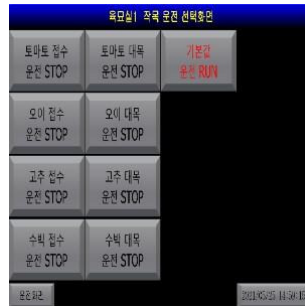 육묘실1 작목 운전 선택화면
토마토 접수
운전 STOP
토마토 대목
운전 STOP
기본값
운전 RUN
오이 접수
운전 STOP
오이 대목
운전 STOP
고추 접수
운전 STOP
고추 대목
운전 STOP
수박 접수
운전 STOP
수박 대목
운전 STOP